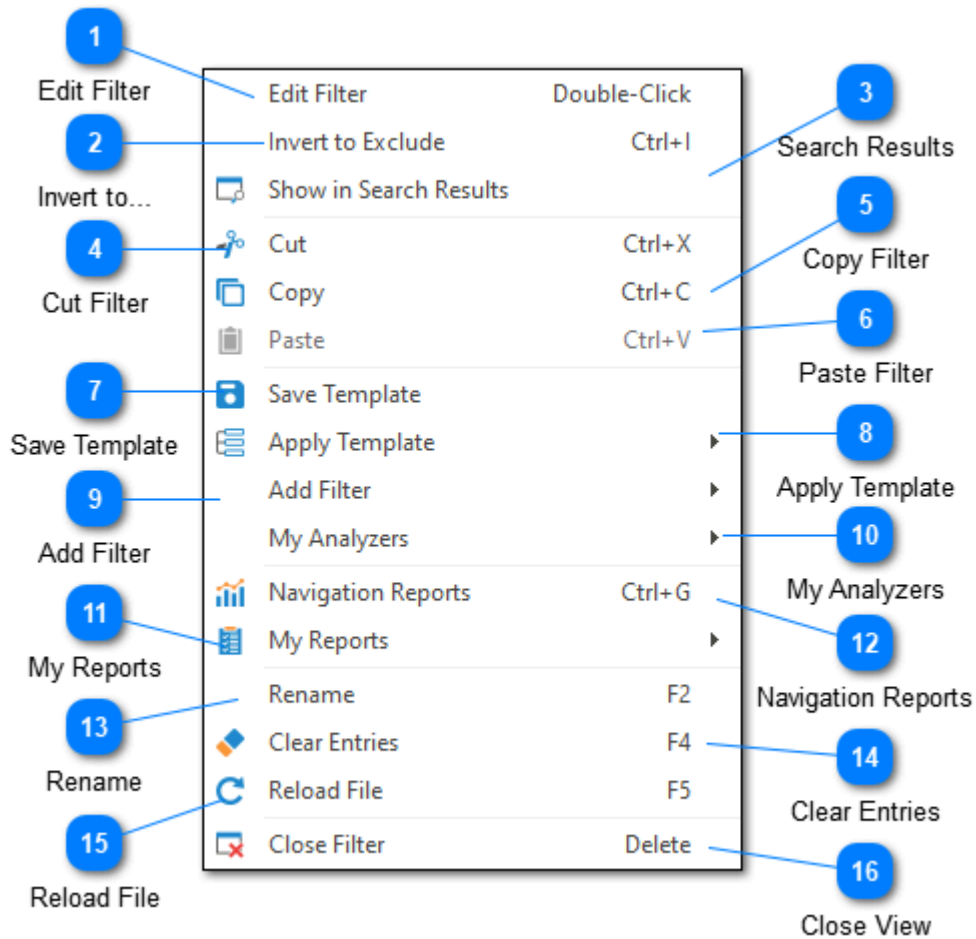 1
Edit Filter
2
Invert to...
4
Cut Filter
7
Save Template
9
Add Filter
11
My Reports
13
Rename
15
Reload File
Edit Filter Double-Click
Invert to Exclude Ctrl+I
Show in Search Results
Cut Ctrl+X
Copy Ctrl+C
Paste Ctrl+V
Save Template
Apply Template
Add Filter
My Analyzers
Navigation Reports Ctrl+G
My Reports
Rename F2
Clear Entries F4
Reload File F5
Close Filter Delete
3
Search Results
5
Copy Filter
6
Paste Filter
8
Apply Template
10
My Analyzers
12
Navigation Reports
14
Clear Entries
16
Close View